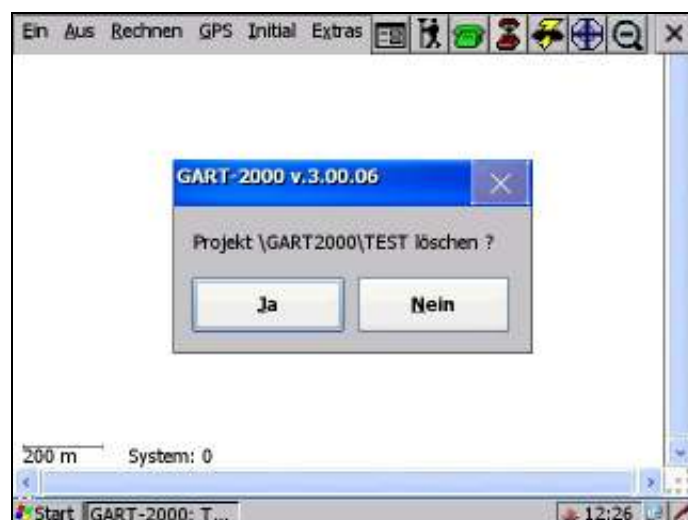 Ein Aus Rechnen GPS Initial Extras
GART-2000 v.3.00.06
Projekt \GART2000\TEST löschen ?
Ja Nein
200 m System: 0
Start GART-2000: T... 12:26